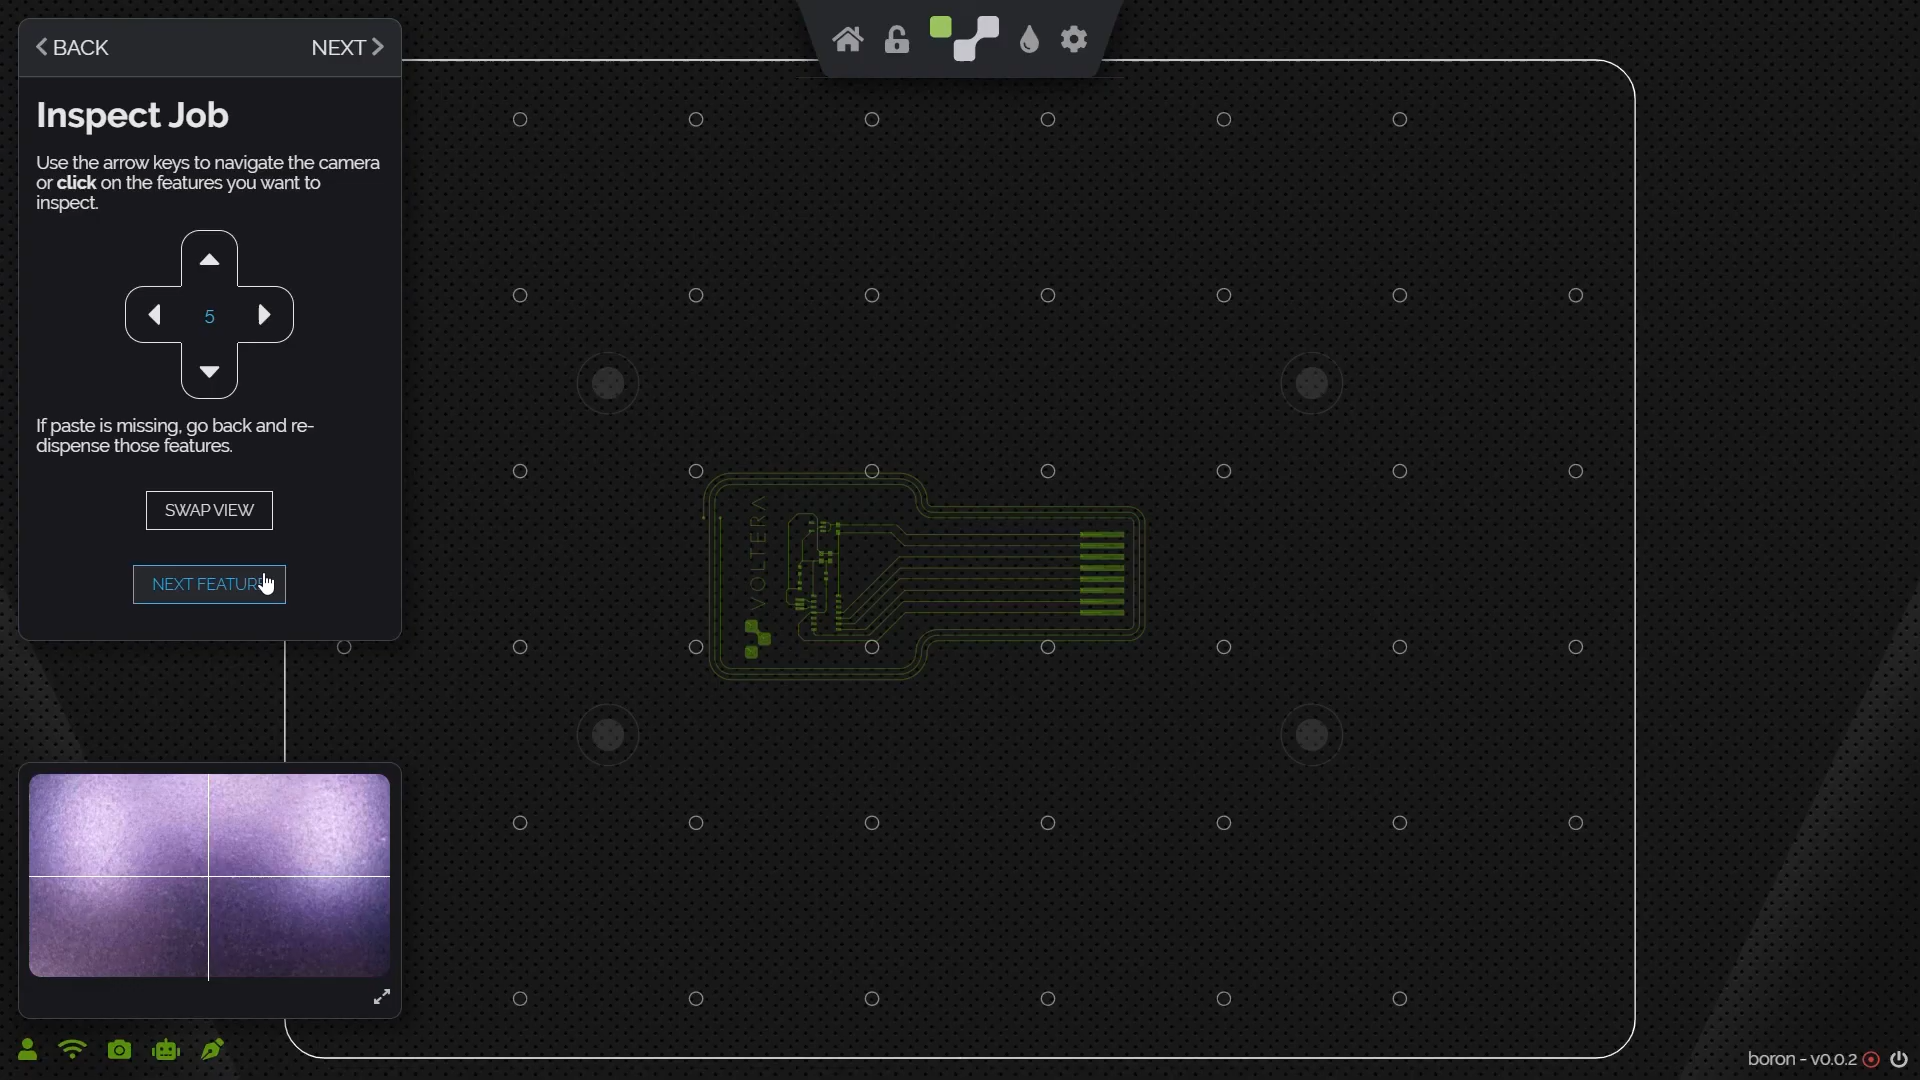 BACK
NEXT
Inspect Job
Use the arrow keys to navigate the camera
or click on the features you want to
inspect.
5
If paste is missing, go back and re-
dispense those features.
SWAP VIEW
NEXT FEATURE
VOLTERA
boron - v0.0.2